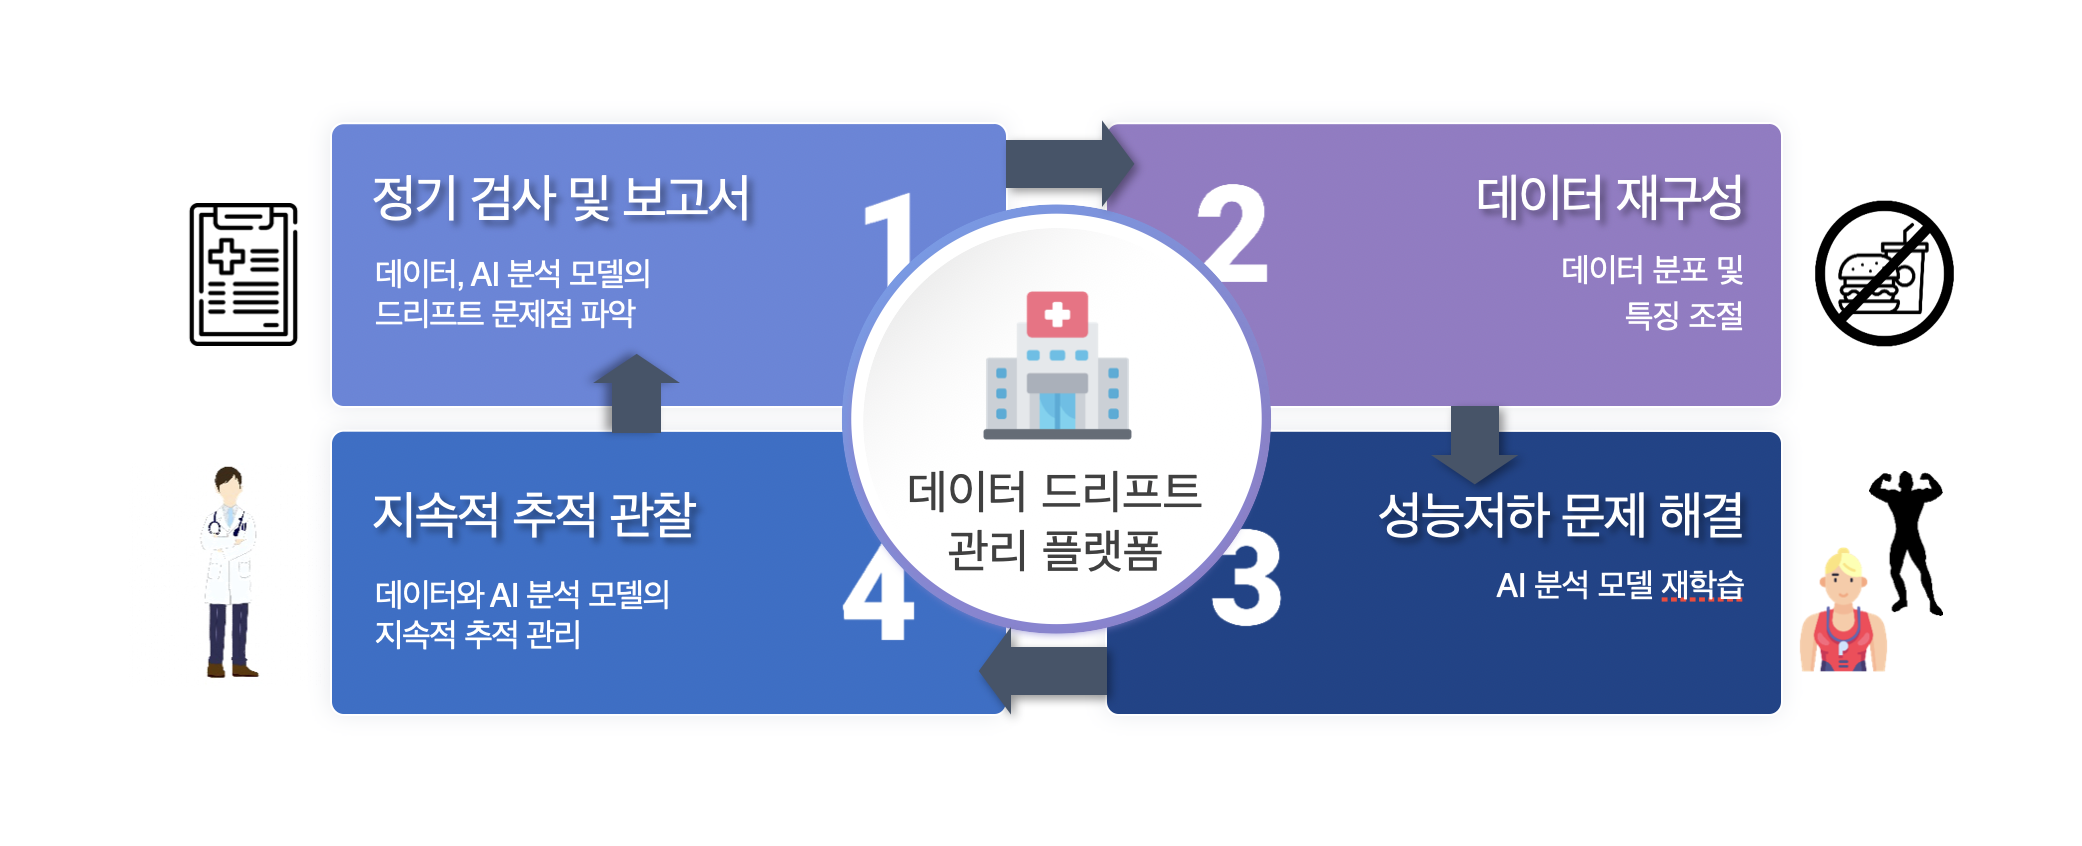 정기 검사 및 보고서
데이터, AI 분석 모델의
드리프트 문제점 파악
1
2
데이터 재구성
데이터 분포 및
특징 조절
데이터 드리프트
관리 플랫폼
3
성능저하 문제 해결
AI 분석 모델 재학습
지속적 추적 관찰
데이터와 AI 분석 모델의
지속적 추적 관리
4